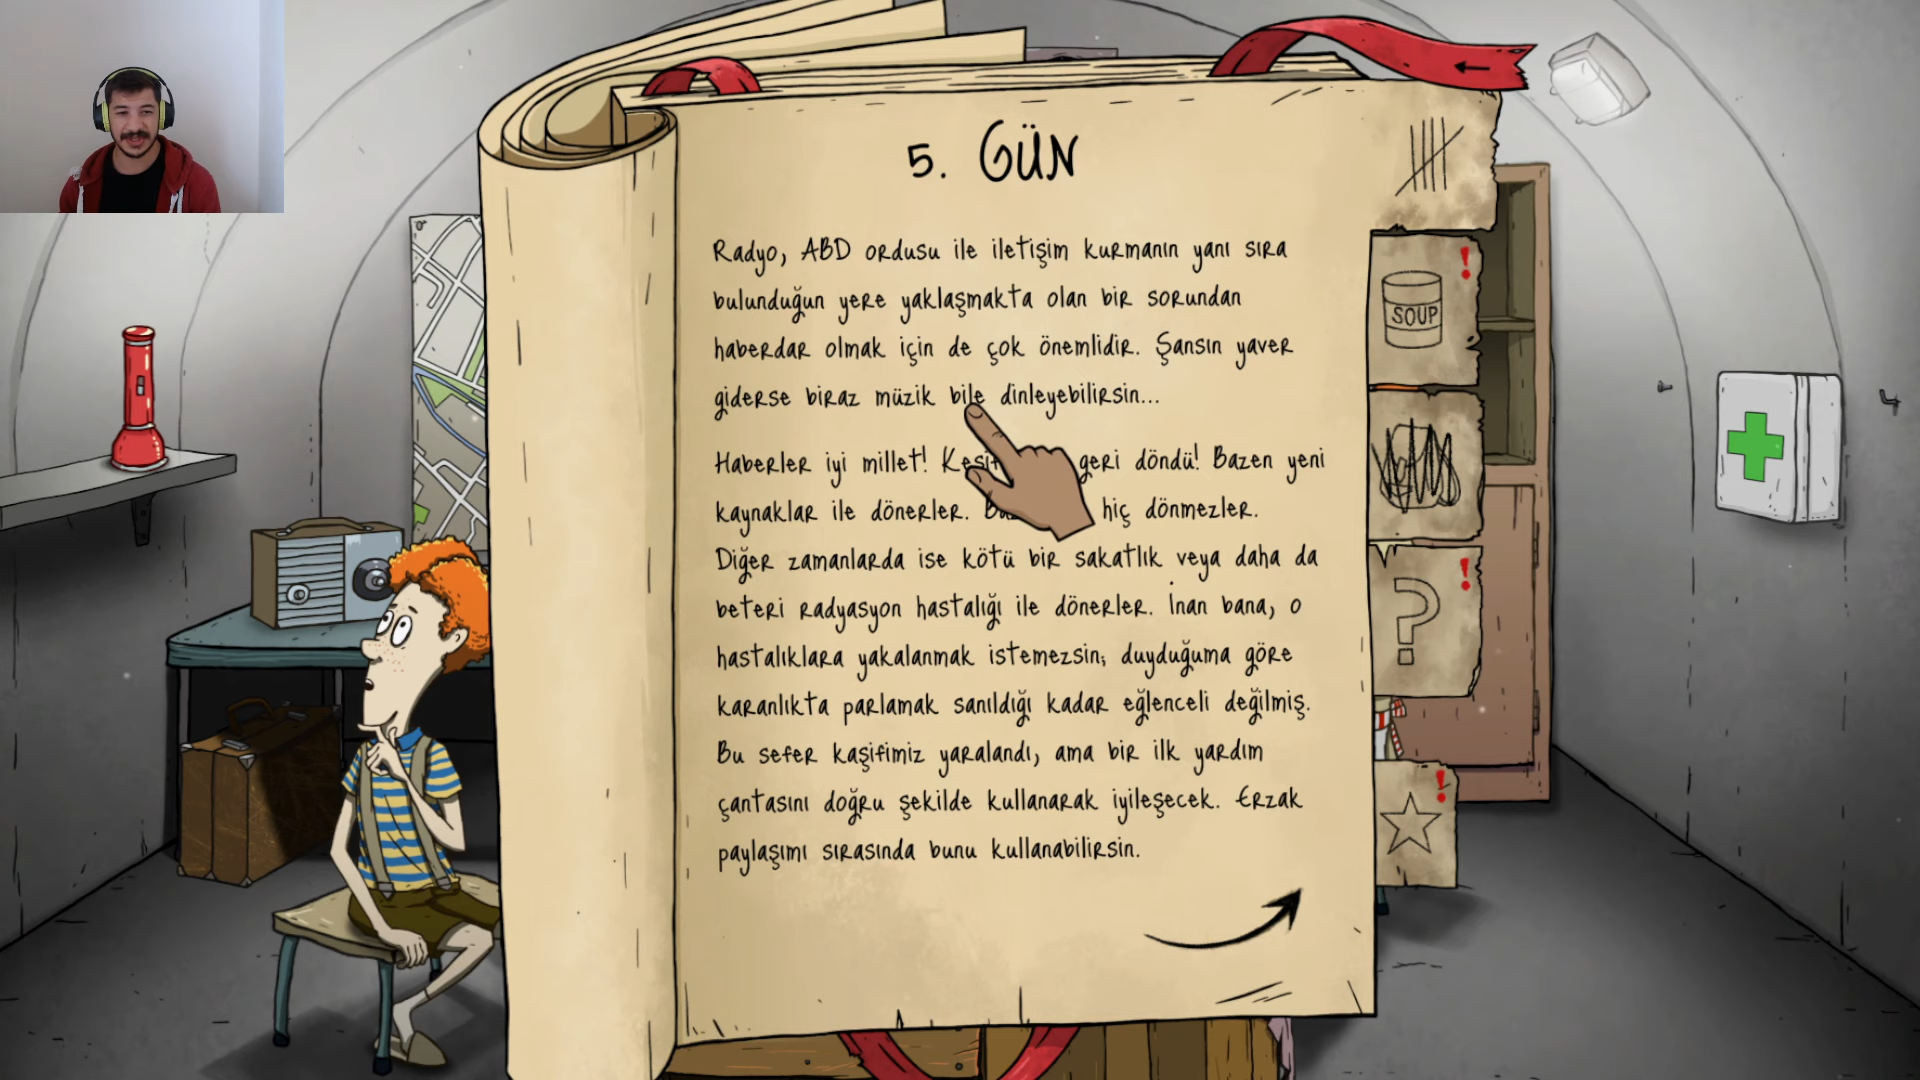 5. GÜN
Radyo, ABD ordusu ile iletişim kurmanın yanı sıra
bulunduğun yere yaklaşmakta olan bir sorundan
haberdar olmak için de çok önemlidir. Şansın yaver
giderse biraz müzik bile dinleyebilirsin...
Haberler iyi millet! geri döndü! Bazen yeni
kaynaklar ile dönerler. hiç dönmezler.
Diğer zamanlarda ise kötü bir sakatlık veya daha da
beteri radyasyon hastalığı ile dönerler. İnan bana, o
hastalıklara yakalanmak istemezsin; duyduğuma göre
karanlıkta parlamak sanıldığı kadar eğlenceli değilmiş.
Bu sefer kaşifimiz yaralandı, ama bir ilk yardım
çantasını doğru şekilde kullanarak iyileşecek. Erzak
paylaşımı sırasında bunu kullanabilirsin.
!
SOUP
!
?
!